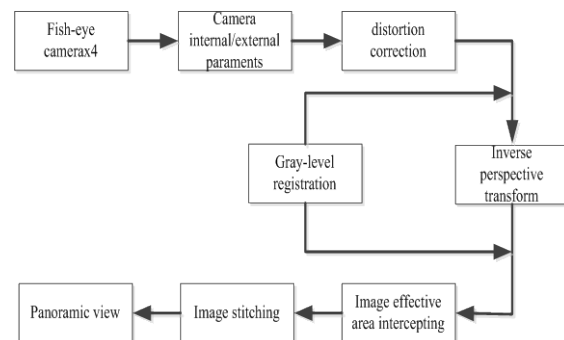 Fish-eye
camerax4
Camera
internal/external
paraments
distortion
correction
Gray-level
registration
Inverse
perspective
transform
Panoramic view
Image stitching
Image effective
area intercepting